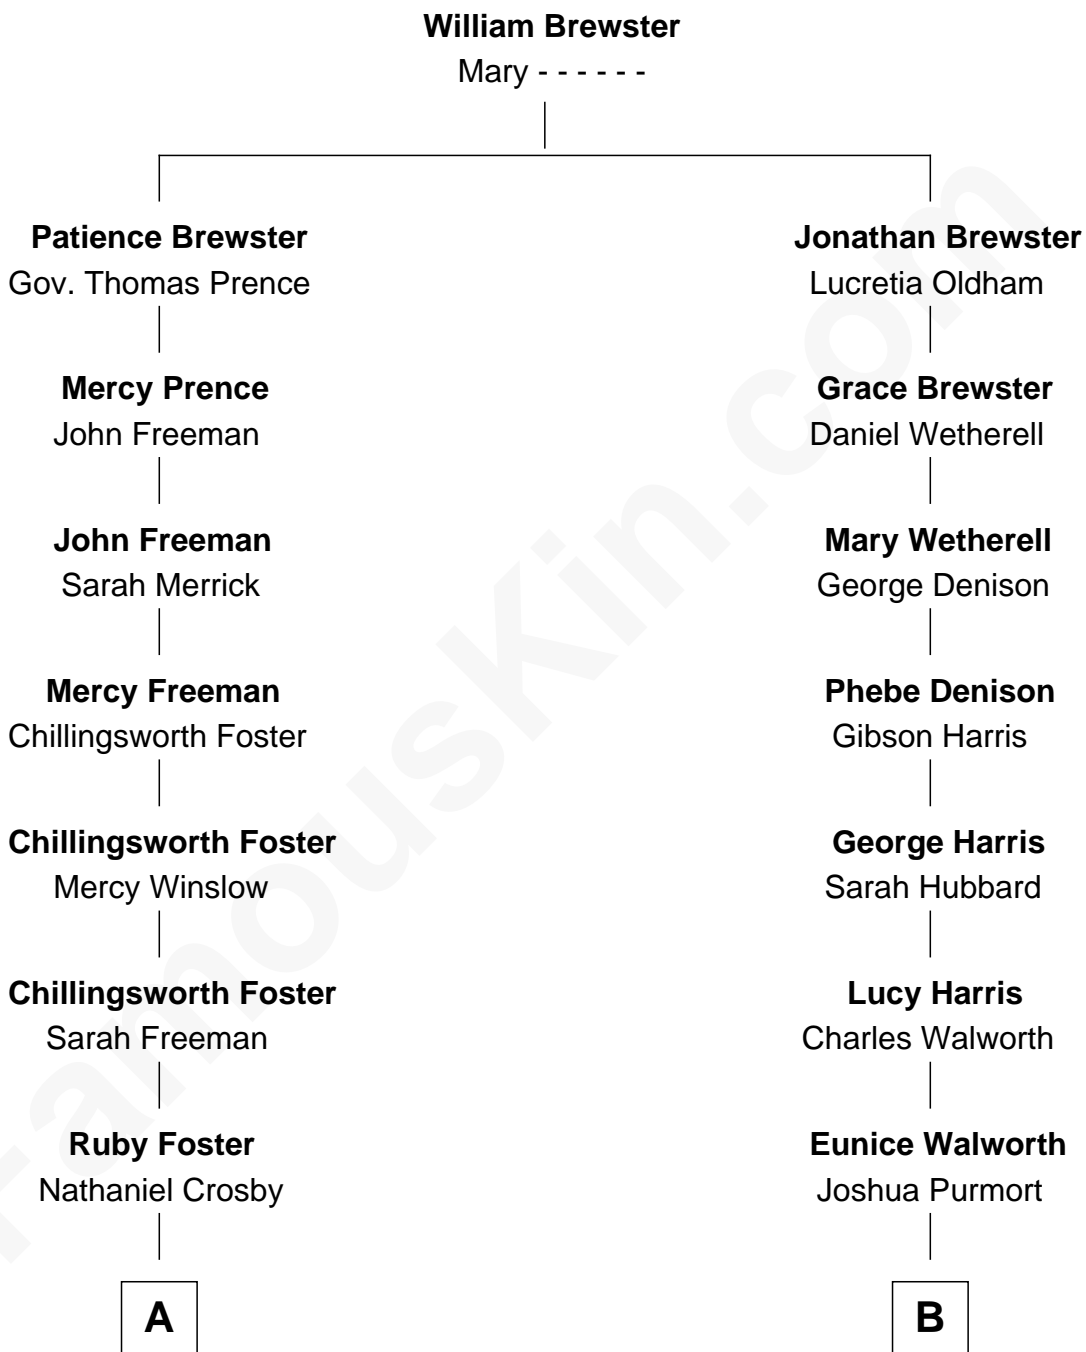 William Brewster
Mary - - - - - -
Patience Brewster
Gov. Thomas Prence
Jonathan Brewster
Lucretia Oldham
Mercy Prence
John Freeman
Grace Brewster
Daniel Wetherell
John Freeman
Sarah Merrick
Mary Wetherell
George Denison
Mercy Freeman
Chillingsworth Foster
Phebe Denison
Gibson Harris
Chillingsworth Foster
Mercy Winslow
George Harris
Sarah Hubbard
Chillingsworth Foster
Sarah Freeman
Lucy Harris
Charles Walworth
Ruby Foster
Nathaniel Crosby
Eunice Walworth
Joshua Purmort
A
B
FamousKin.com